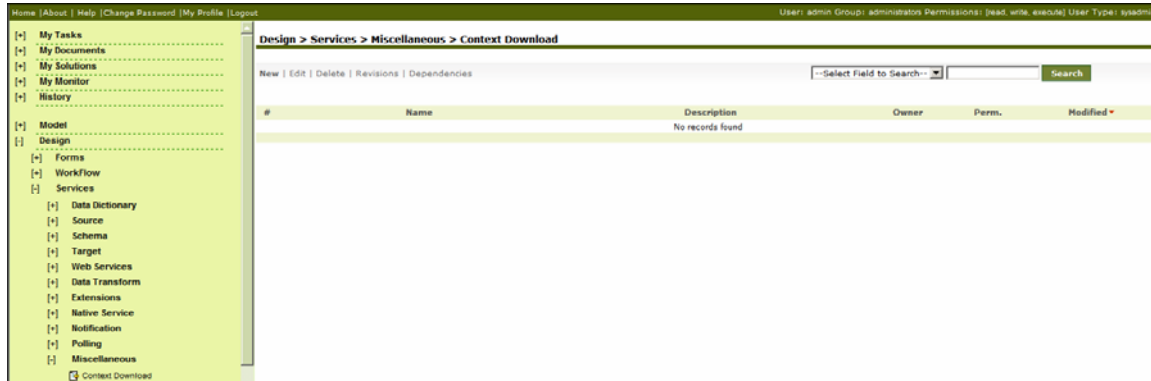 Home |About | Help |Change Password |My Profile |Logout
User: admin Group: administrators Permissions: [read, write, execute] User Type: sysadmi
[+] My Tasks
[+] My Documents
[+] My Solutions
[+] My Monitor
[+] History
[+] Model
[-] Design
[+] Forms
[+] WorkFlow
[-] Services
[+] Data Dictionary
[+] Source
[+] Schema
[+] Target
[+] Web Services
[+] Data Transform
[+] Extensions
[+] Native Service
[+] Notification
[+] Polling
[-] Miscellaneous
Context Download
Design > Services > Miscellaneous > Context Download
New | Edit | Delete | Revisions | Dependencies
--Select Field to Search-- Search
# Name Description Owner Perm. Modified
No records found